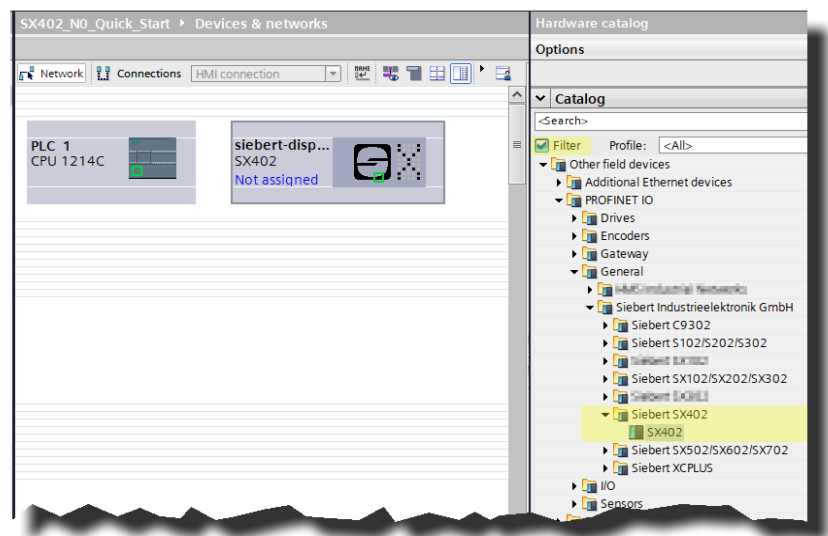 SX402_N0_Quick_Start Devices & networks
Network Connections HMI connection
PLC 1
CPU 1214C
siebert-disp...
SX402
Not assigned
Hardware catalog
Options
Catalog
<Search>
Filter Profile: <All>
Other field devices
Additional Ethernet devices
PROFINET IO
Drives
Encoders
Gateway
General
Siebert Industrieelektronik GmbH
Siebert C9302
Siebert S102/S202/S302
Siebert SX102/SX202/SX302
Siebert SX402
SX402
Siebert SX502/SX602/SX702
Siebert XCPLUS
I/O
Sensors